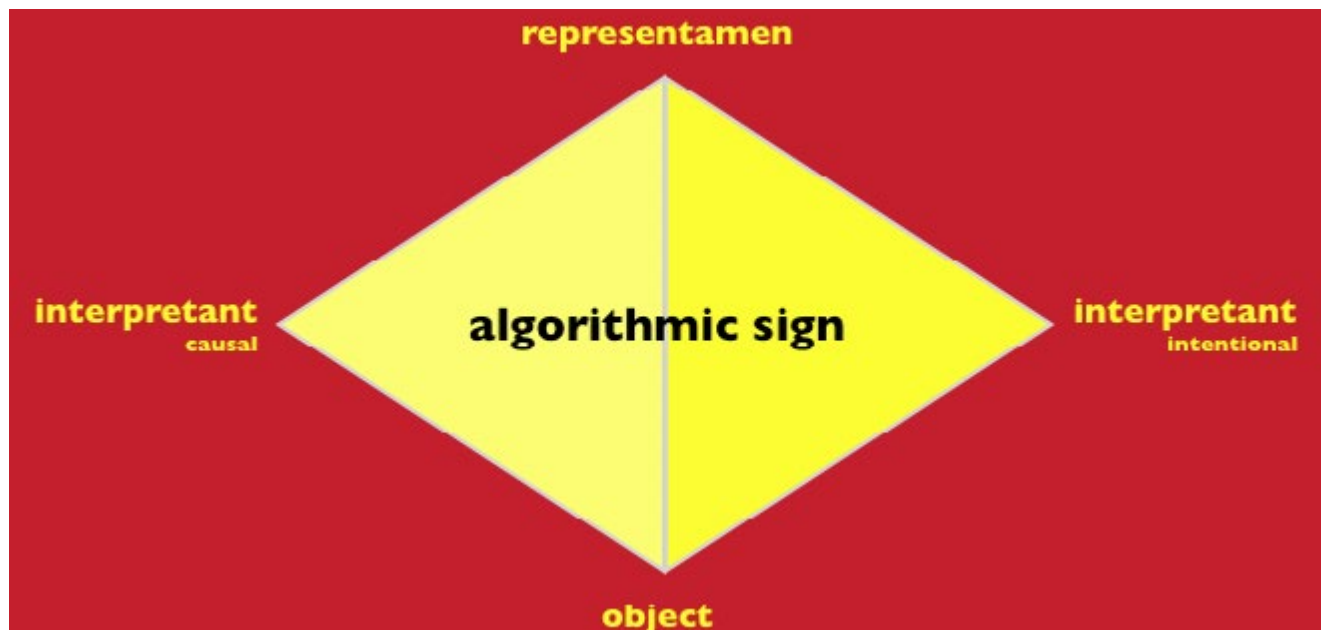 representamen
interpretant
causal
algorithmic sign
interpretant
intentional
object